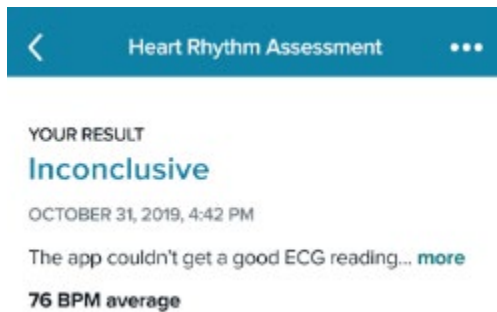 Heart Rhythm Assessment
YOUR RESULT
Inconclusive
OCTOBER 31, 2019, 4:42 PM
The app couldn't get a good ECG reading... more
76 BPM average